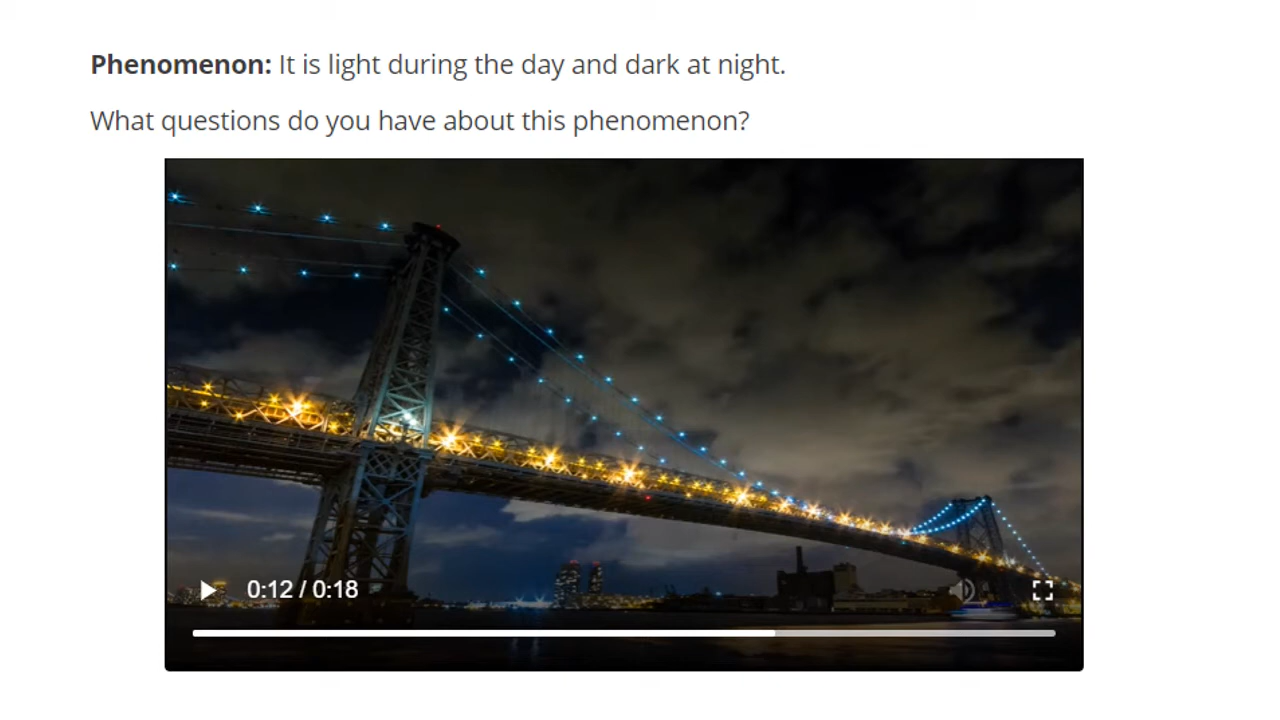 Phenomenon: It is light during the day and dark at night.
What questions do you have about this phenomenon?
0:12 / 0:18